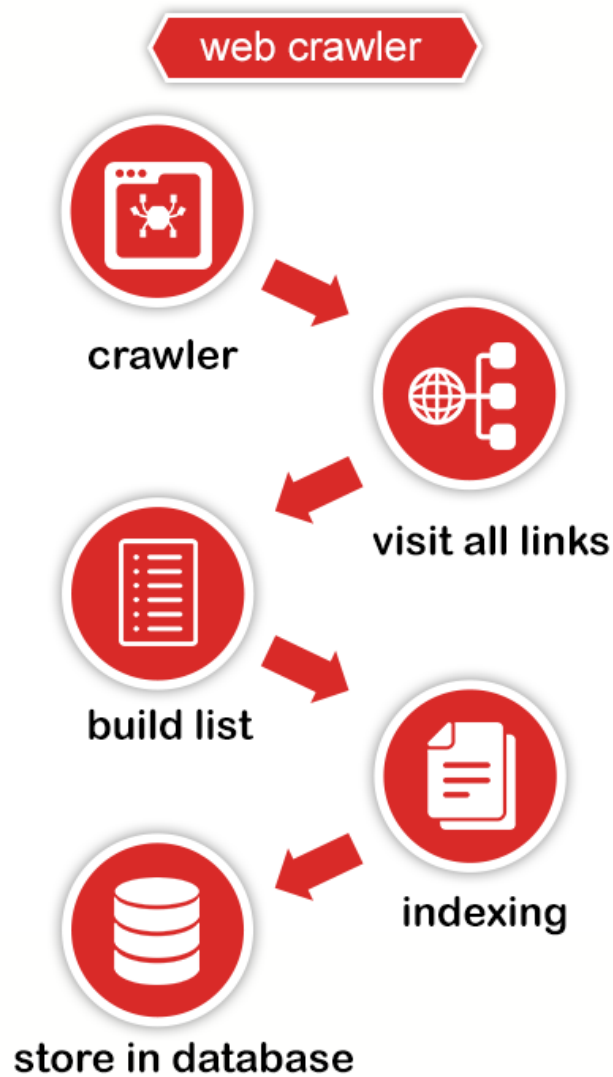 web crawler
crawler
visit all links
build list
indexing
store in database